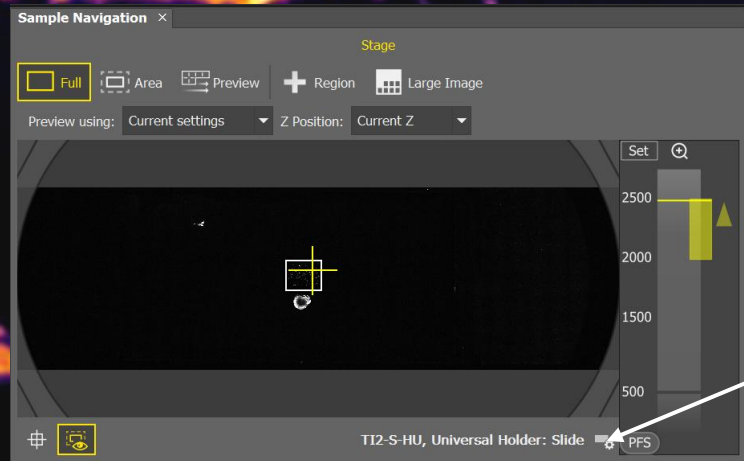 Sample Navigation ×
Stage
Full Area Preview Region Large Image
Preview using: Current settings Z Position: Current Z
Set
2500
2000
1500
500
TI2-S-HU, Universal Holder: Slide PFS